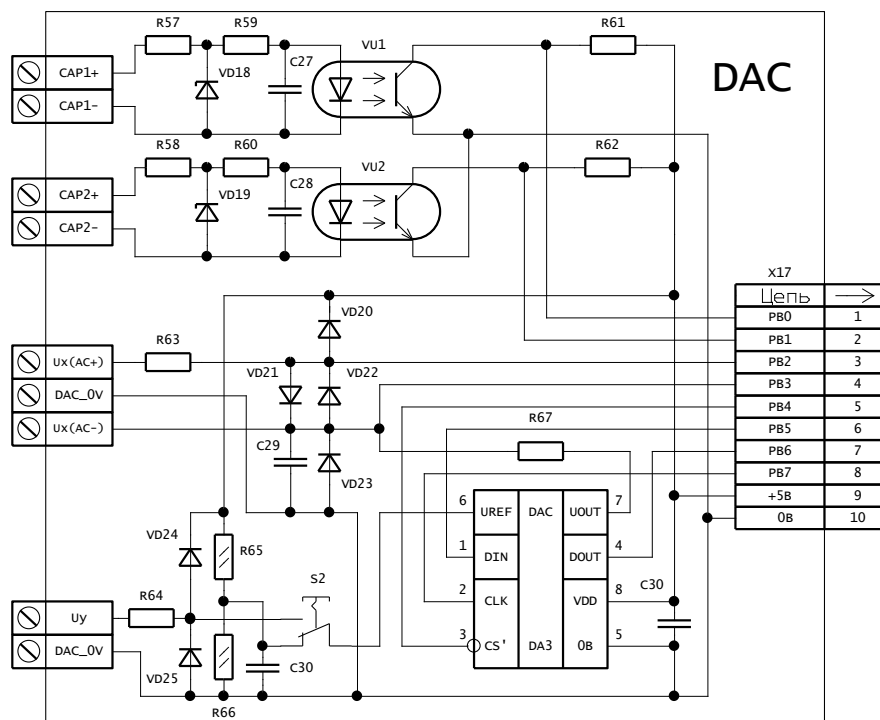 R57
R59
R61
VU1
CAP1+
VD18
C27
CAP1-
DAC
R58
R60
R62
VU2
CAP2+
VD19
C28
CAP2-
X17
Цепь
PB0 1
PB1 2
PB2 3
PB3 4
PB4 5
PB5 6
PB6 7
PB7 8
+5В 9
0В 10
VD20
R63
Ux(AC+)
VD21
VD22
DAC_0V
Ux(AC-)
C29
VD23
R67
6 UREF DAC UOUT 7
1 DIN DOUT 4
2 CLK VDD 8
3 CS' DA3 0В 5
C30
VD24
R65
S2
R64
Uy
DAC_0V
VD25
C30
R66